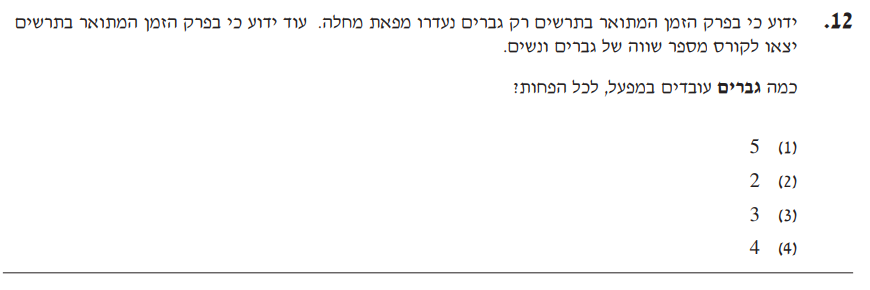 12. ידוע כי בפרק הזמן המתואר בתרשים רק גברים נעדרו מפאת מחלה. עוד ידוע כי בפרק הזמן המתואר בתרשים
יצאו לקורס מספר שווה של גברים ונשים.
כמה גברים עובדים במפעל, לכל הפחות?
(1) 5
(2) 2
(3) 3
(4) 4